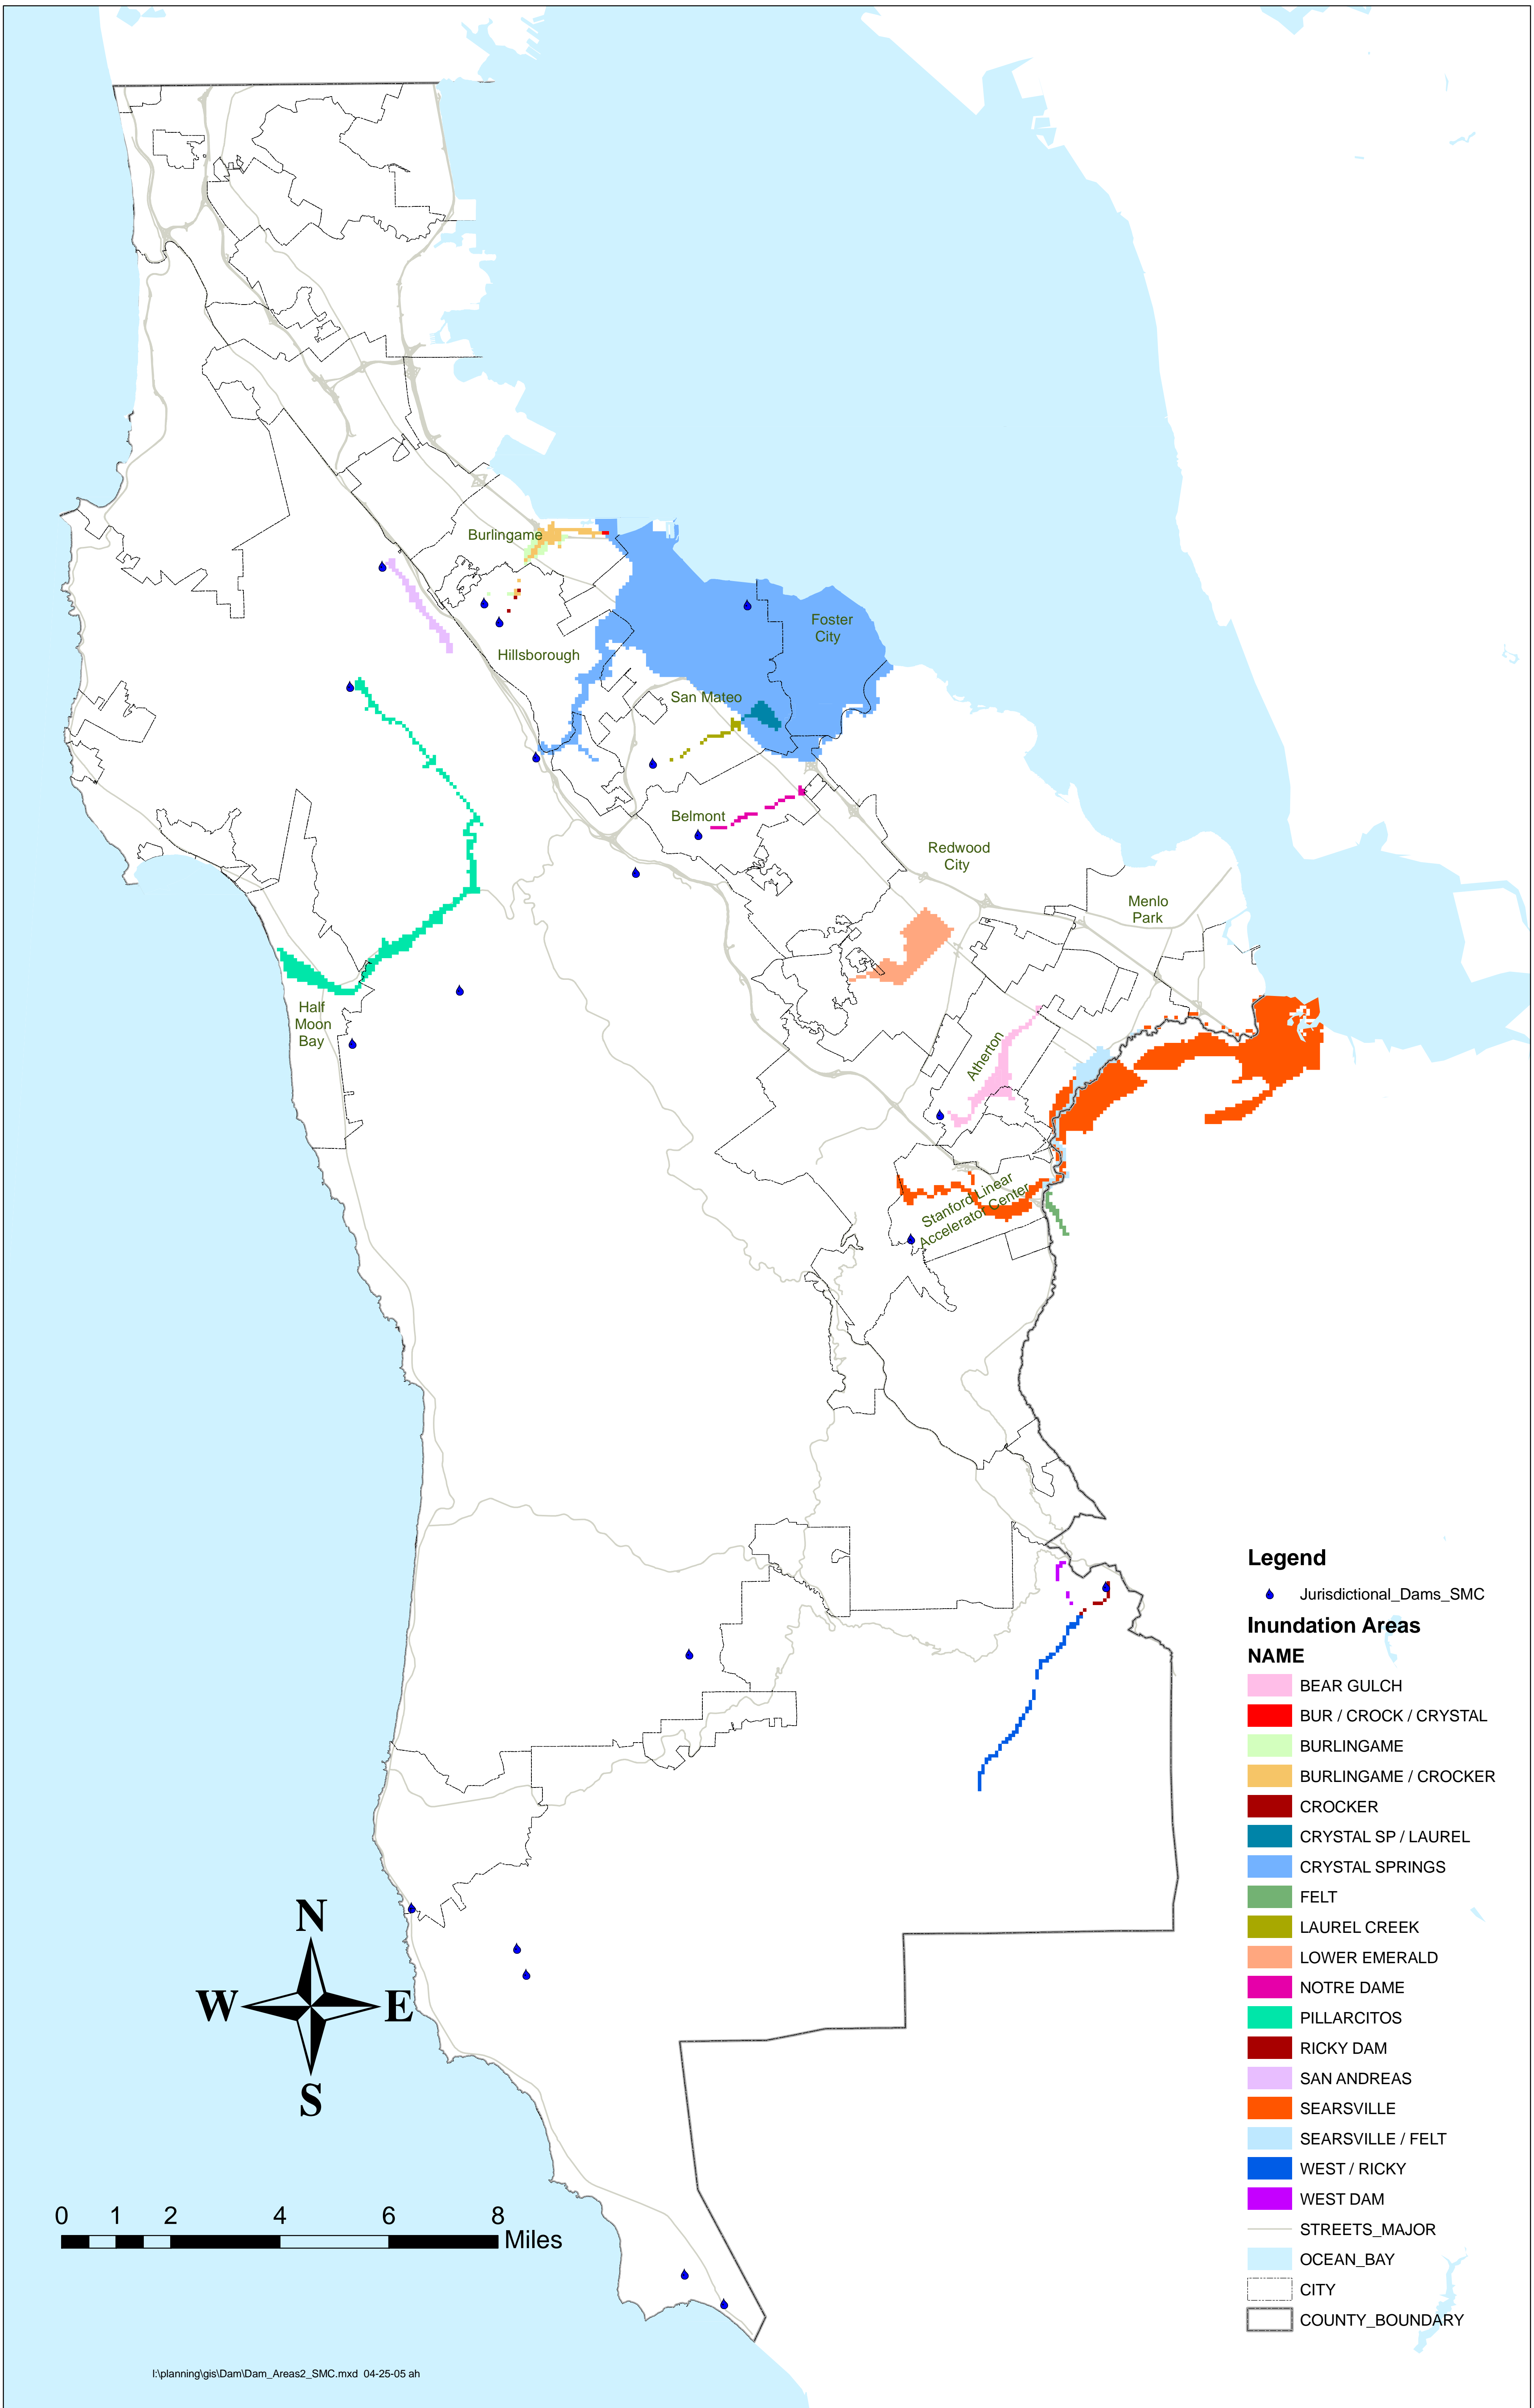 Burlingame
Foster
City
Hillsborough
San Mateo
Belmont
Redwood
City
Menlo
Park
Half
Moon
Bay
Atherton
Stanford Linear
Accelerator Center
Legend
Jurisdictional_Dams_SMC
Inundation Areas
NAME
BEAR GULCH
BUR / CROCK / CRYSTAL
BURLINGAME
BURLINGAME / CROCKER
CROCKER
CRYSTAL SP / LAUREL
CRYSTAL SPRINGS
FELT
LAUREL CREEK
LOWER EMERALD
NOTRE DAME
PILLARCITOS
RICKY DAM
SAN ANDREAS
SEARSVILLE
SEARSVILLE / FELT
WEST / RICKY
WEST DAM
STREETS_MAJOR
OCEAN_BAY
CITY
COUNTY_BOUNDARY
N
W E
S
0 1 2 4 6 8
Miles
I:\planning\gis\Dam\Dam_Areas2_SMC.mxd 04-25-05 ah